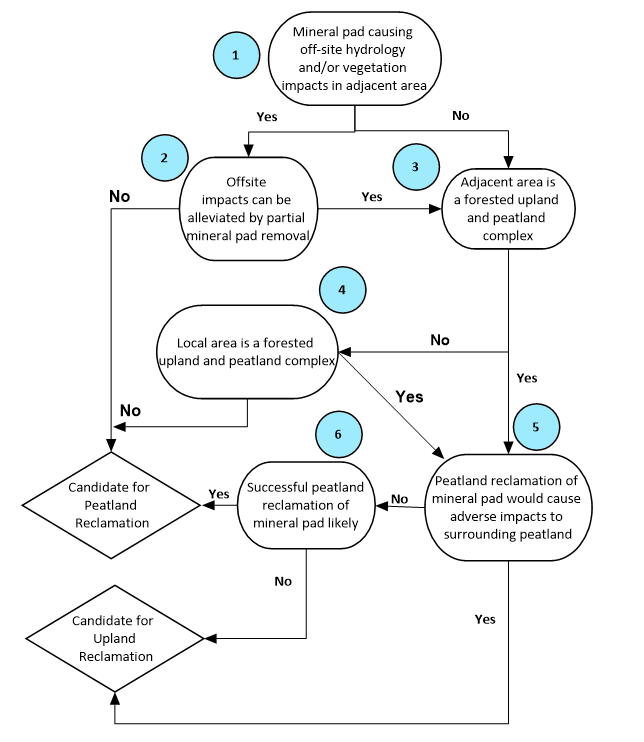 1
Mineral pad causing
off-site hydrology
and/or vegetation
impacts in adjacent area
Yes
No
2
Offsite
impacts can be
alleviated by partial
mineral pad removal
No
Yes
3
Adjacent area is
a forested upland
and peatland
complex
4
Local area is a forested
upland and peatland complex
No
Yes
Yes
No
5
Peatland reclamation of
mineral pad would cause
adverse impacts to
surrounding peatland
6
Successful peatland
reclamation of
mineral pad likely
No
Yes
Candidate for
Peatland
Reclamation
No
Yes
Candidate for
Upland
Reclamation